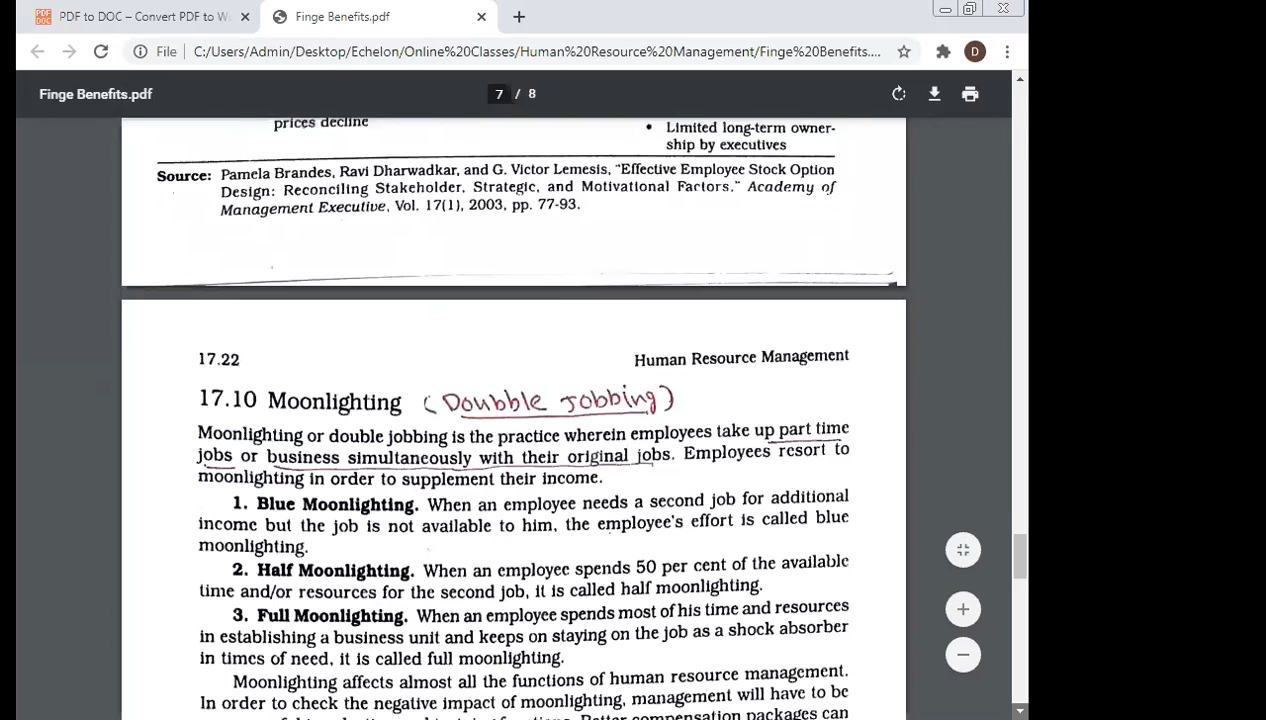 PDF to DOC – Convert PDF to W
Finge Benefits.pdf
File
C:/Users/Admin/Desktop/Echelon/Online%20Classes/Human%20Resource%20Management/Finge%20Benefits....
D
Finge Benefits.pdf
7 / 8
prices decline
• Limited long-term owner-
ship by executives
Source: Pamela Brandes, Ravi Dharwadkar, and G. Victor Lemesis, "Effective Employee Stock Option
Design: Reconciling Stakeholder, Strategic, and Motivational Factors." Academy of
Management Executive, Vol. 17(1), 2003, pp. 77-93.
17.22
Human Resource Management
17.10 Moonlighting (Doubble Jobbing)
Moonlighting or double jobbing is the practice wherein employees take up part time
jobs or business simultaneously with their original jobs. Employees resort to
moonlighting in order to supplement their income.
1. Blue Moonlighting. When an employee needs a second job for additional
income but the job is not available to him, the employee's effort is called blue
moonlighting.
2. Half Moonlighting. When an employee spends 50 per cent of the available
time and/or resources for the second job, it is called half moonlighting.
3. Full Moonlighting. When an employee spends most of his time and resources
in establishing a business unit and keeps on staying on the job as a shock absorber
in times of need, it is called full moonlighting.
Moonlighting affects almost all the functions of human resource management.
In order to check the negative impact of moonlighting, management will have to be
Better compensation packages can